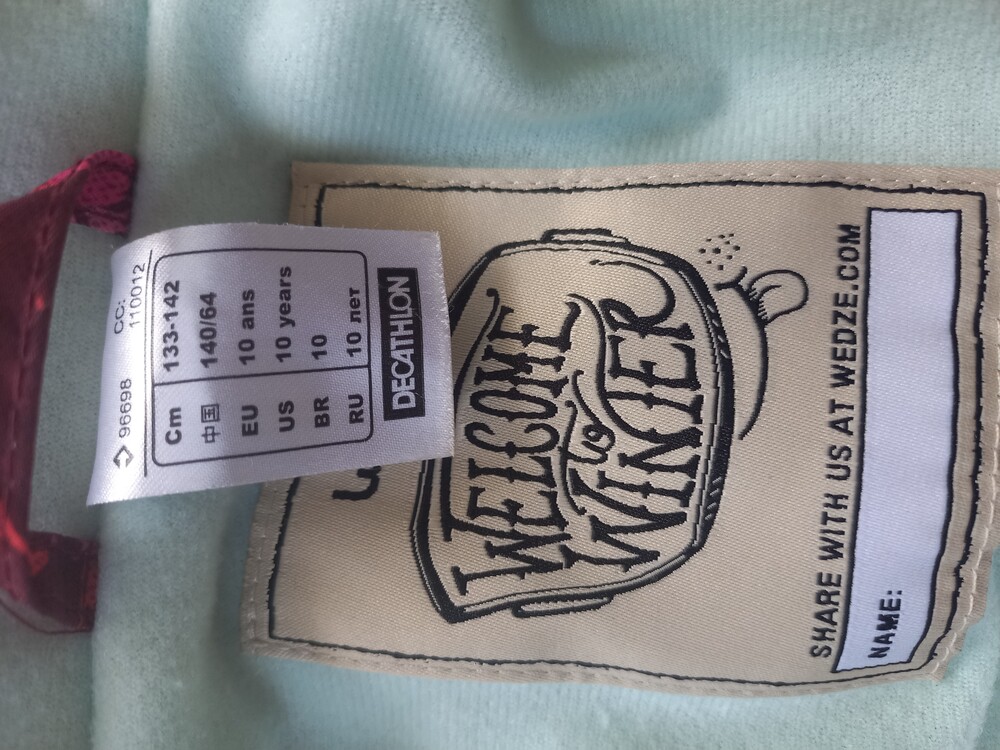 96698
CC:
110012
Cm 133-142
中国 140/64
EU 10 ans
US 10 years
BR 10
RU 10 лет
DECATHLON
WELCOME
to
WINTER
SHARE WITH US AT WEDZE.COM
NAME: